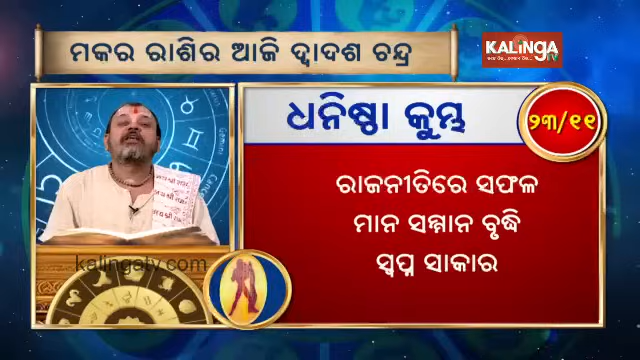 ମକର ରାଶିର ଆଜି ଦ୍ୱାଦଶ ଚନ୍ଦ୍ର
KALINGA TV
ଧନିଷ୍ଠା କୁମ୍ଭ
୨୩/୧୧
ରାଜନୀତିରେ ସଫଳ
ମାନ ସମ୍ମାନ ବୃଦ୍ଧି
ସ୍ୱପ୍ନ ସାକାର
kalingatv.com